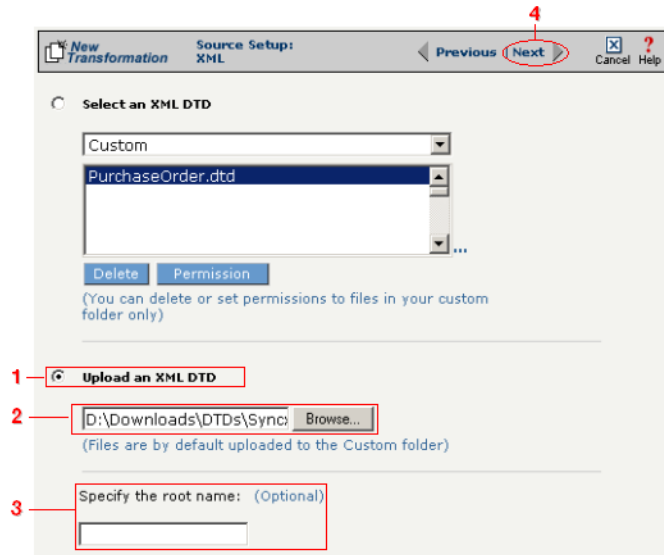 4
New Transformation
Source Setup: XML
Previous
Next
Cancel
Help
Select an XML DTD
Custom
PurchaseOrder.dtd
...
Delete
Permission
(You can delete or set permissions to files in your custom
folder only)
1
Upload an XML DTD
2
D:\Downloads\DTDs\Sync
Browse...
(Files are by default uploaded to the Custom folder)
3
Specify the root name: (Optional)